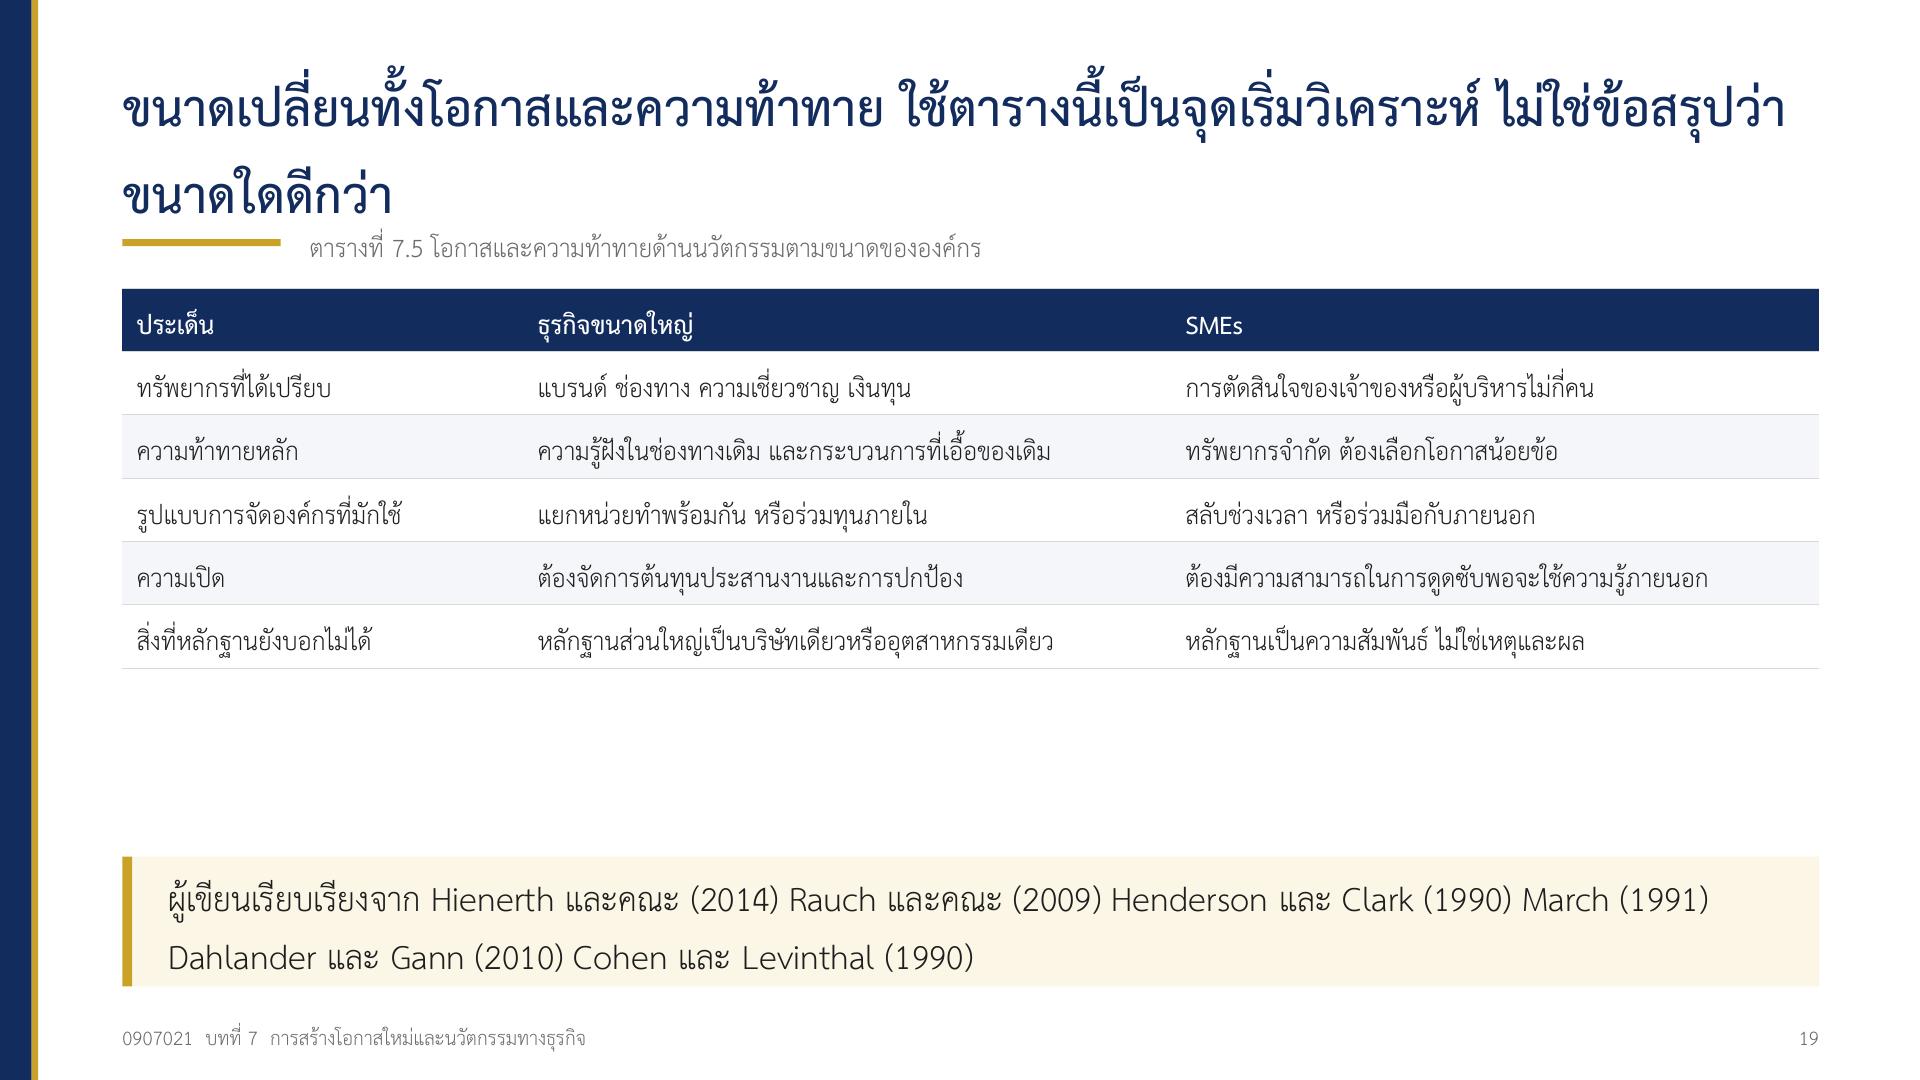 ขนาดเปลี่ยนทั้งโอกาสและความท้าทาย ใช้ตารางนี้เป็นจุดเริ่มวิเคราะห์ ไม่ใช่ข้อสรุปว่า
ขนาดใดดีกว่า
ตารางที่ 7.5 โอกาสและความท้าทายด้านนวัตกรรมตามขนาดขององค์กร
ประเด็น ธุรกิจขนาดใหญ่ SMEs
ทรัพยากรที่ได้เปรียบ แบรนด์ ช่องทาง ความเชี่ยวชาญ เงินทุน การตัดสินใจของเจ้าของหรือผู้บริหารไม่กี่คน
ความท้าทายหลัก ความรู้ฝังในช่องทางเดิม และกระบวนการที่เอื้อของเดิม ทรัพยากรจำกัด ต้องเลือกโอกาสน้อยข้อ
รูปแบบการจัดองค์กรที่มักใช้ แยกหน่วยทำพร้อมกัน หรือร่วมทุนภายใน สลับช่วงเวลา หรือร่วมมือกับภายนอก
ความเปิด ต้องจัดการต้นทุนประสานงานและการปกป้อง ต้องมีความสามารถในการดูดซับพอจะใช้ความรู้ภายนอก
สิ่งที่หลักฐานยังบอกไม่ได้ หลักฐานส่วนใหญ่เป็นบริษัทเดียวหรืออุตสาหกรรมเดียว หลักฐานเป็นความสัมพันธ์ ไม่ใช่เหตุและผล
ผู้เขียนเรียบเรียงจาก Hienerth และคณะ (2014) Rauch และคณะ (2009) Henderson และ Clark (1990) March (1991)
Dahlander และ Gann (2010) Cohen และ Levinthal (1990)
0907021 บทที่ 7 การสร้างโอกาสใหม่และนวัตกรรมทางธุรกิจ 19